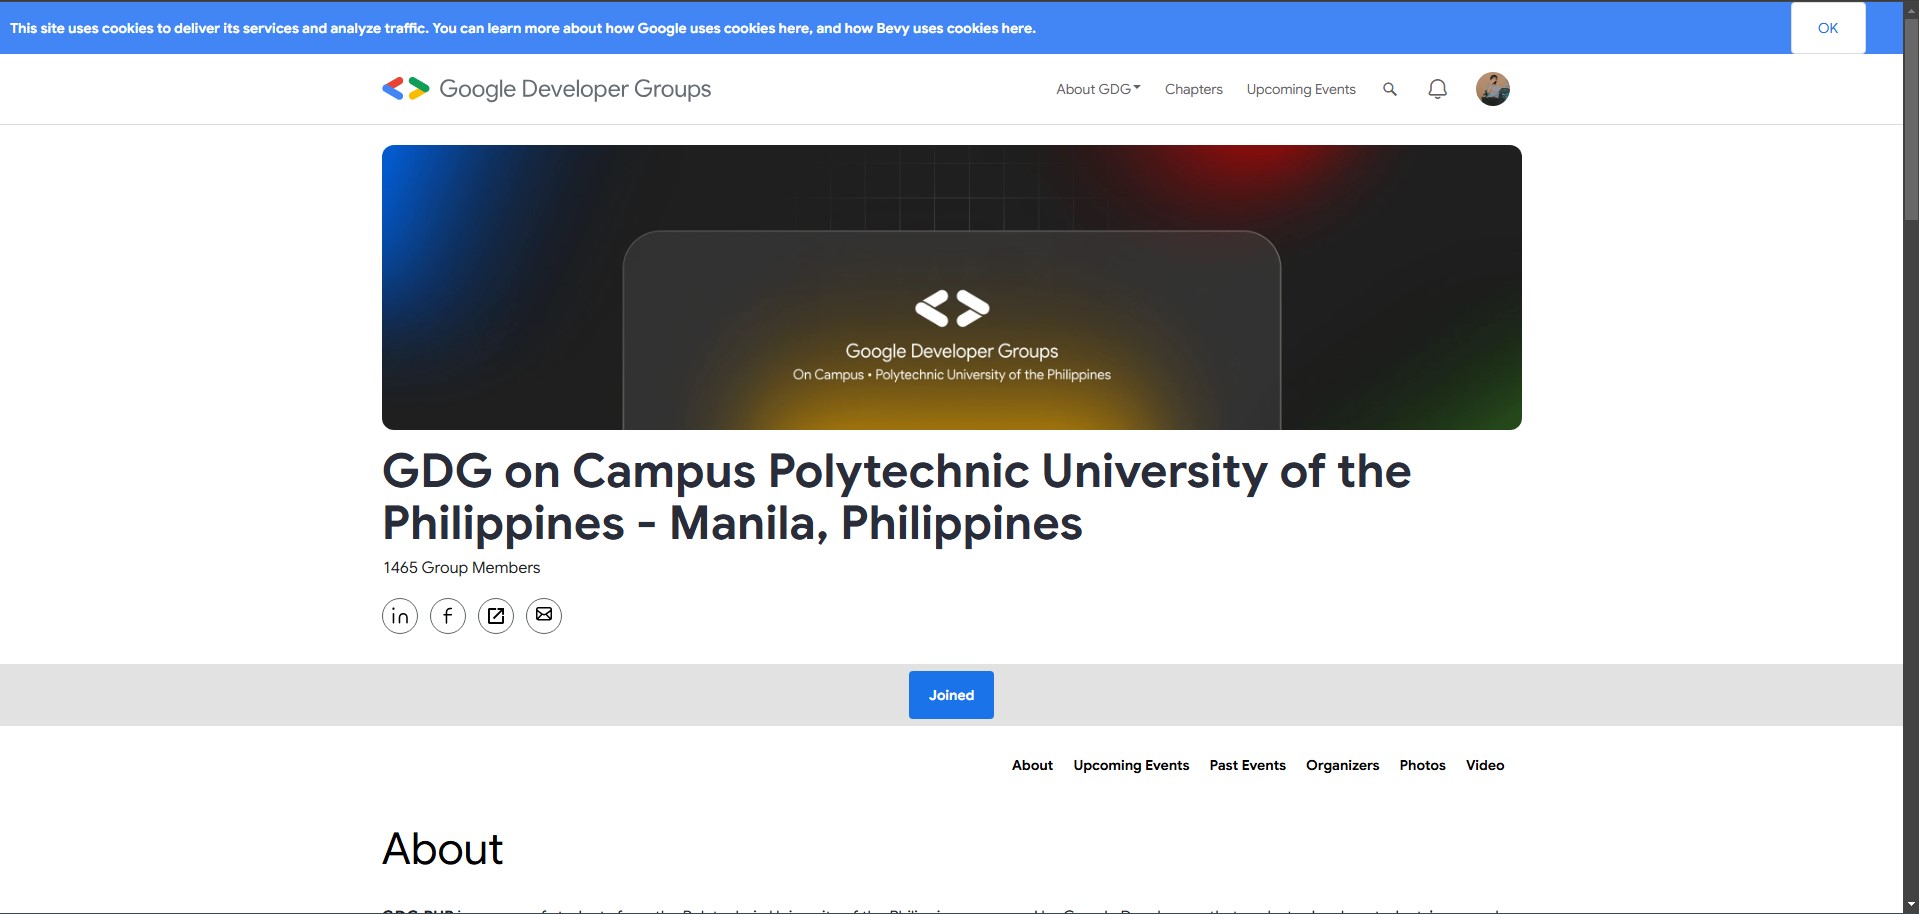 This site uses cookies to deliver its services and analyze traffic. You can learn more about how Google uses cookies here, and how Bevy uses cookies here.
OK
Google Developer Groups
About GDG
Chapters
Upcoming Events
Google Developer Groups
On Campus • Polytechnic University of the Philippines
GDG on Campus Polytechnic University of the
Philippines - Manila, Philippines
1465 Group Members
in
f
Joined
About
Upcoming Events
Past Events
Organizers
Photos
Video
About